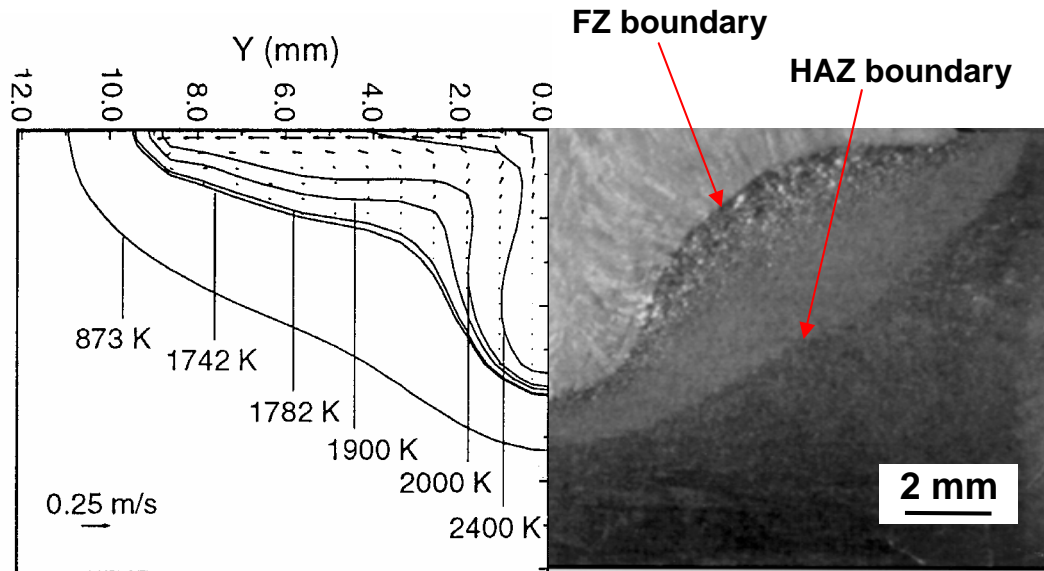 FZ boundary
HAZ boundary
Y (mm)
12.0 10.0 8.0 6.0 4.0 2.0 0.0
873 K
1742 K
1782 K
1900 K
2000 K
2400 K
0.25 m/s
2 mm